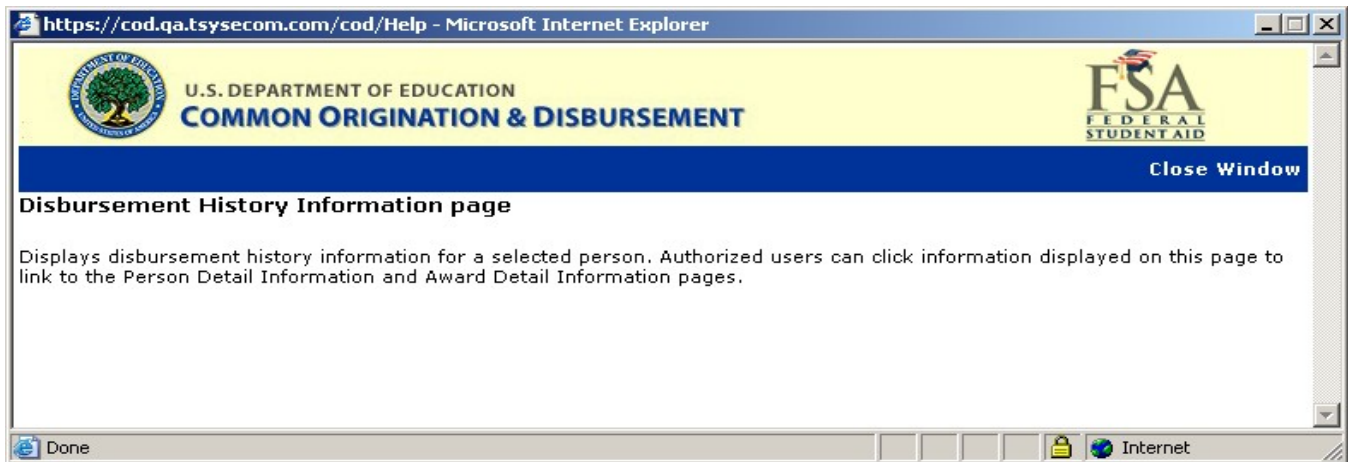 https://cod.qa.tsysecom.com/cod/Help - Microsoft Internet Explorer
U.S. DEPARTMENT OF EDUCATION
COMMON ORIGINATION & DISBURSEMENT
FSA
FEDERAL
STUDENT AID
Close Window
Disbursement History Information page
Displays disbursement history information for a selected person. Authorized users can click information displayed on this page to
link to the Person Detail Information and Award Detail Information pages.
Done
Internet